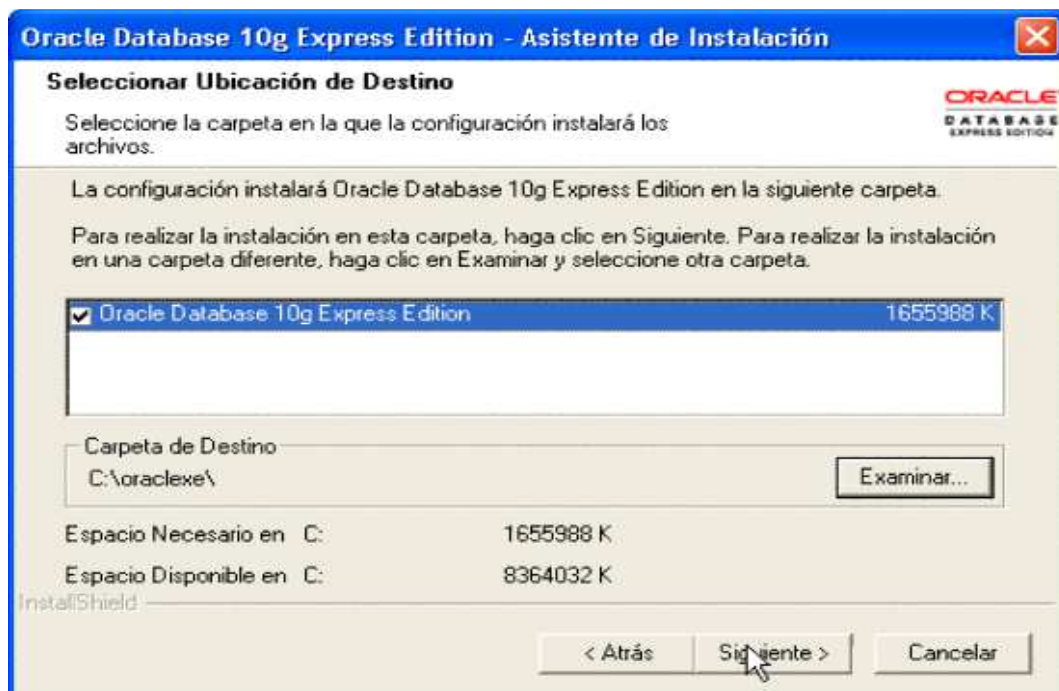 Oracle Database 10g Express Edition - Asistente de Instalación
Seleccionar Ubicación de Destino
Seleccione la carpeta en la que la configuración instalará los
archivos.
ORACLE
DATABASE
EXPRESS EDITION
La configuración instalará Oracle Database 10g Express Edition en la siguiente carpeta.
Para realizar la instalación en esta carpeta, haga clic en Siguiente. Para realizar la instalación
en una carpeta diferente, haga clic en Examinar y seleccione otra carpeta.
Oracle Database 10g Express Edition 1655988 K
Carpeta de Destino
C:\oraclexe\ Examinar...
Espacio Necesario en C: 1655988 K
Espacio Disponible en C: 8364032 K
InstallShield
< Atrás Siguiente > Cancelar